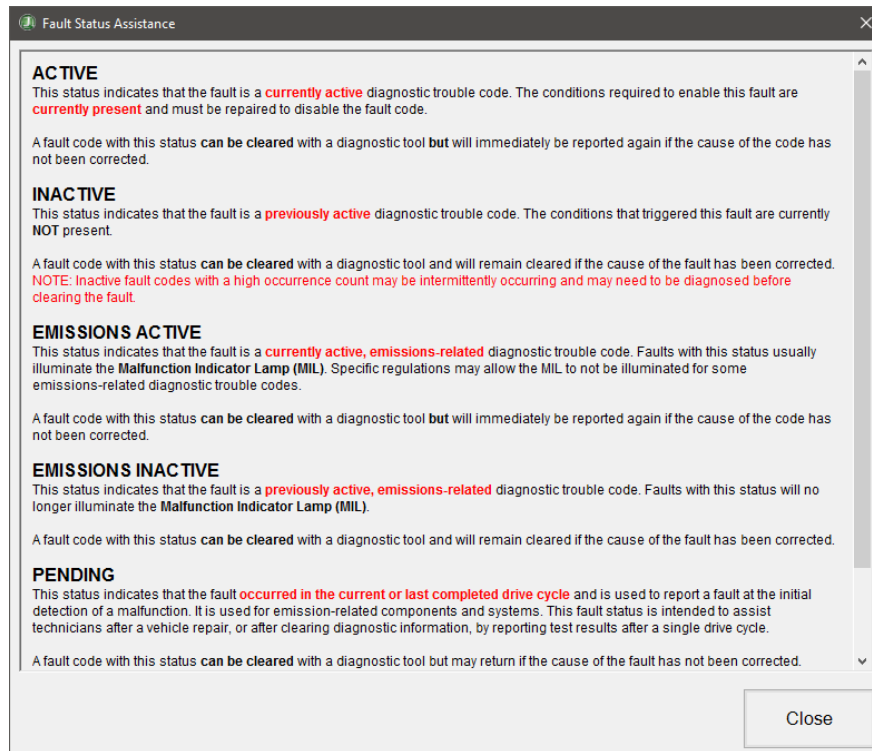 Fault Status Assistance
ACTIVE
This status indicates that the fault is a currently active diagnostic trouble code. The conditions required to enable this fault are
currently present and must be repaired to disable the fault code.
A fault code with this status can be cleared with a diagnostic tool but will immediately be reported again if the cause of the code has
not been corrected.
INACTIVE
This status indicates that the fault is a previously active diagnostic trouble code. The conditions that triggered this fault are currently
NOT present.
A fault code with this status can be cleared with a diagnostic tool and will remain cleared if the cause of the fault has been corrected.
NOTE: Inactive fault codes with a high occurrence count may be intermittently occurring and may need to be diagnosed before
clearing the fault.
EMISSIONS ACTIVE
This status indicates that the fault is a currently active, emissions-related diagnostic trouble code. Faults with this status usually
illuminate the Malfunction Indicator Lamp (MIL). Specific regulations may allow the MIL to not be illuminated for some
emissions-related diagnostic trouble codes.
A fault code with this status can be cleared with a diagnostic tool but will immediately be reported again if the cause of the code has
not been corrected.
EMISSIONS INACTIVE
This status indicates that the fault is a previously active, emissions-related diagnostic trouble code. Faults with this status will no
longer illuminate the Malfunction Indicator Lamp (MIL).
A fault code with this status can be cleared with a diagnostic tool and will remain cleared if the cause of the fault has been corrected.
PENDING
This status indicates that the fault occurred in the current or last completed drive cycle and is used to report a fault at the initial
detection of a malfunction. It is used for emission-related components and systems. This fault status is intended to assist
technicians after a vehicle repair, or after clearing diagnostic information, by reporting test results after a single drive cycle.
A fault code with this status can be cleared with a diagnostic tool but may return if the cause of the fault has not been corrected.
Close